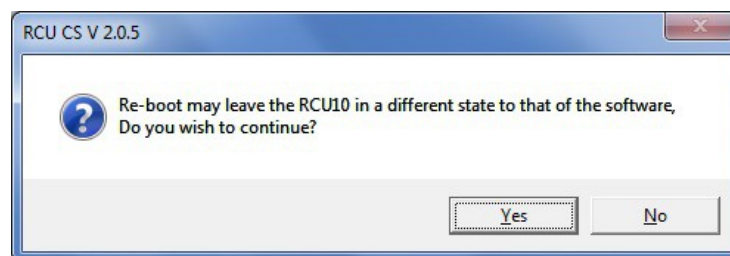 RCU CS V 2.0.5
Re-boot may leave the RCU10 in a different state to that of the software,
Do you wish to continue?
Yes
No